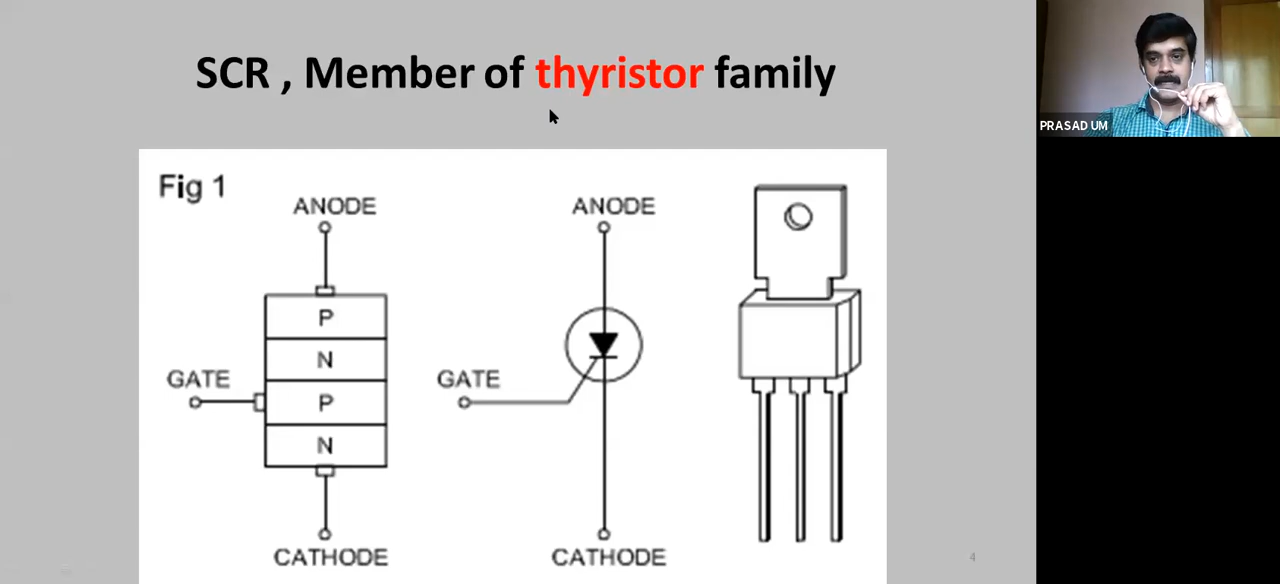 SCR , Member of thyristor family
PRASAD UM
Fig 1
ANODE
ANODE
P
N
GATE
GATE
P
N
CATHODE
CATHODE
4